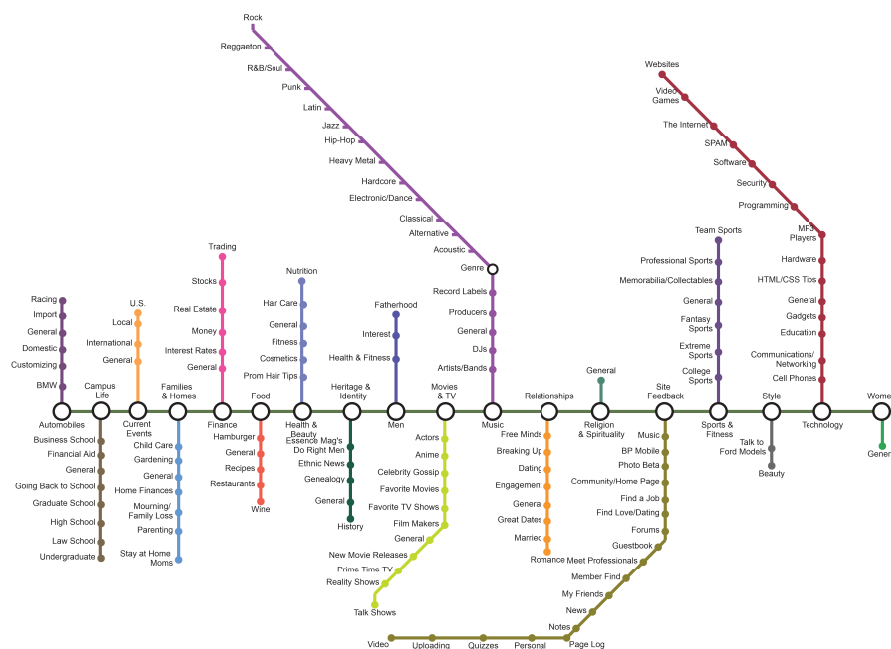 Rock
Reggaeton
R&B/Soul
Punk
Latin
Jazz
Hip-Hop
Heavy Metal
Hardcore
Electronic/Dance
Classical
Alternative
Acoustic
Genre
Record Labels
Producers
General
DJs
Artists/Bands
Websites
Video
Games
The Internet
SPAM
Software
Security
Programming
MP3
Players
Hardware
HTML/CSS Tips
General
Gadgets
Education
Communications/
Networking
Cell Phones
Team Sports
Professional Sports
Memorabilia/Collectables
General
Fantasy
Sports
Extreme
Sports
College
Sports
Racing
Import
General
Domestic
Customizing
BMW
U.S.
Local
International
General
Trading
Stocks
Real Estate
Money
Interest Rates
General
Nutrition
Har Care
General
fitness
Cosmetics
Prom Hair Tips
Fatherhood
Interest
Health & Fitness
General
Automobiles
Campus
Life
Current
Events
Families
& Homes
Finance
Food
Health &
Beauty
Heritage &
Identity
Men
Movies
& TV
Music
Relationships
Religion
& Spirituality
Site
Feedback
Sports &
Fitness
Style
Technology
Wome
Business School
Financial Aid
General
Going Back to School
Graduate School
High School
Law School
Undergraduate
Child Care
Gardening
General
Home Finances
Mourning/
Family Loss
Parenting
Stay at Home
Moms
Hamburger
General
Recipes
Restaurants
Wine
Essence Mag's
Do Right Men
Ethnic News
Genealogy
General
History
Actors
Anime
Celebrity Gossip
Favorite Movies
Favorite TV Shows
Film Makers
General
New Movie Releases
Prime Time TV
Reality Shows
Talk Shows
Free Minds
Breaking Up
Dating
Engagemen
Genera
Great Dates
Married
Romance
Music
BP Mobile
Photo Beta
Community/Home Page
Find a Job
Find Love/Dating
Forums
Guestbook
Meet Professionals
Member Find
My Friends
News
Notes
Page Log
Personal
Quizzes
Uploading
Video
Talk to
Ford Models
Beauty
Gener